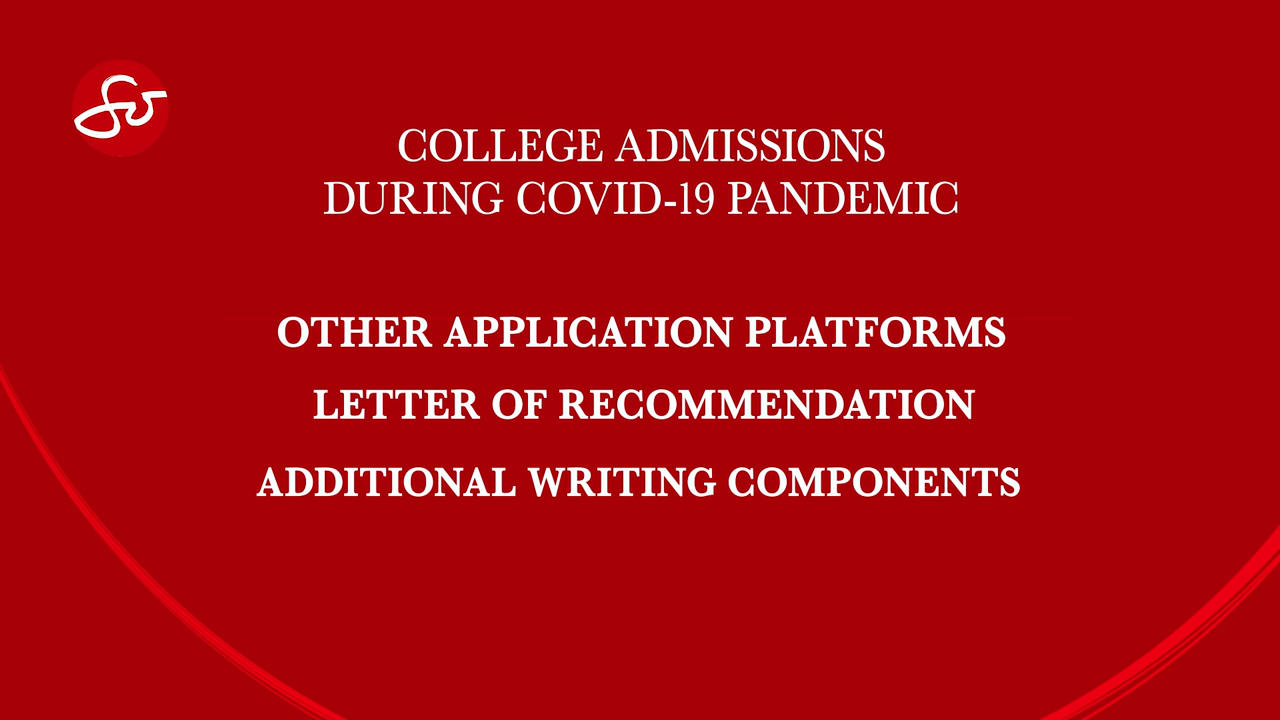 COLLEGE ADMISSIONS
DURING COVID-19 PANDEMIC
OTHER APPLICATION PLATFORMS
LETTER OF RECOMMENDATION
ADDITIONAL WRITING COMPONENTS